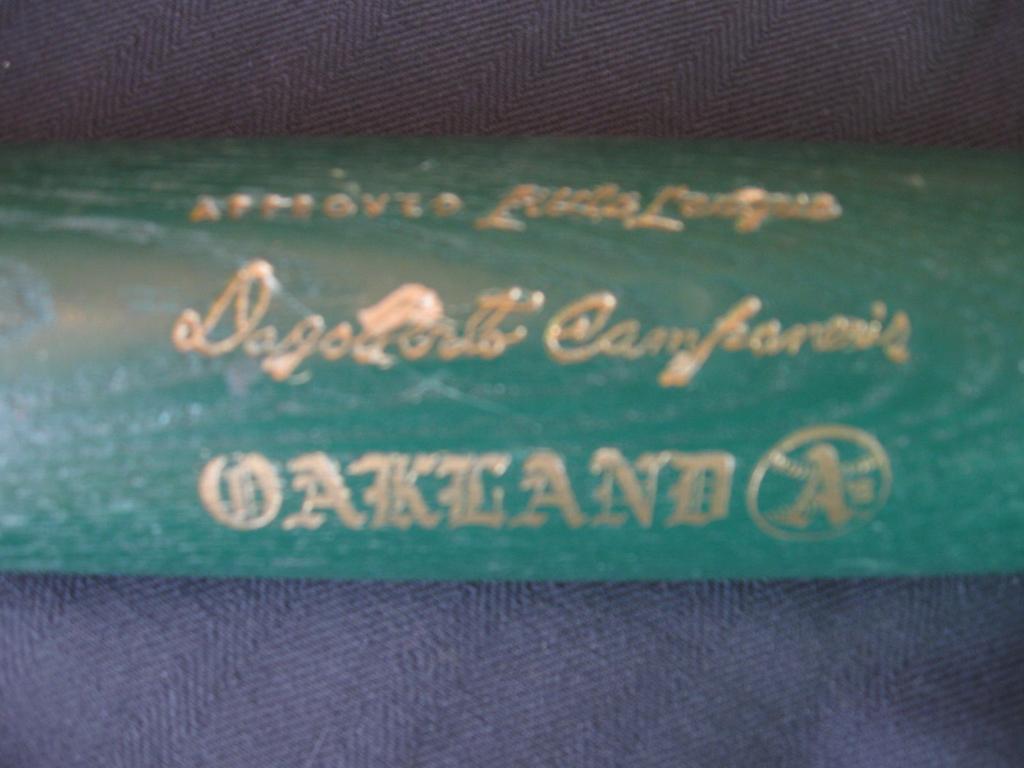 APPROVED Little League
Dagoberto Campaneris
OAKLAND A's